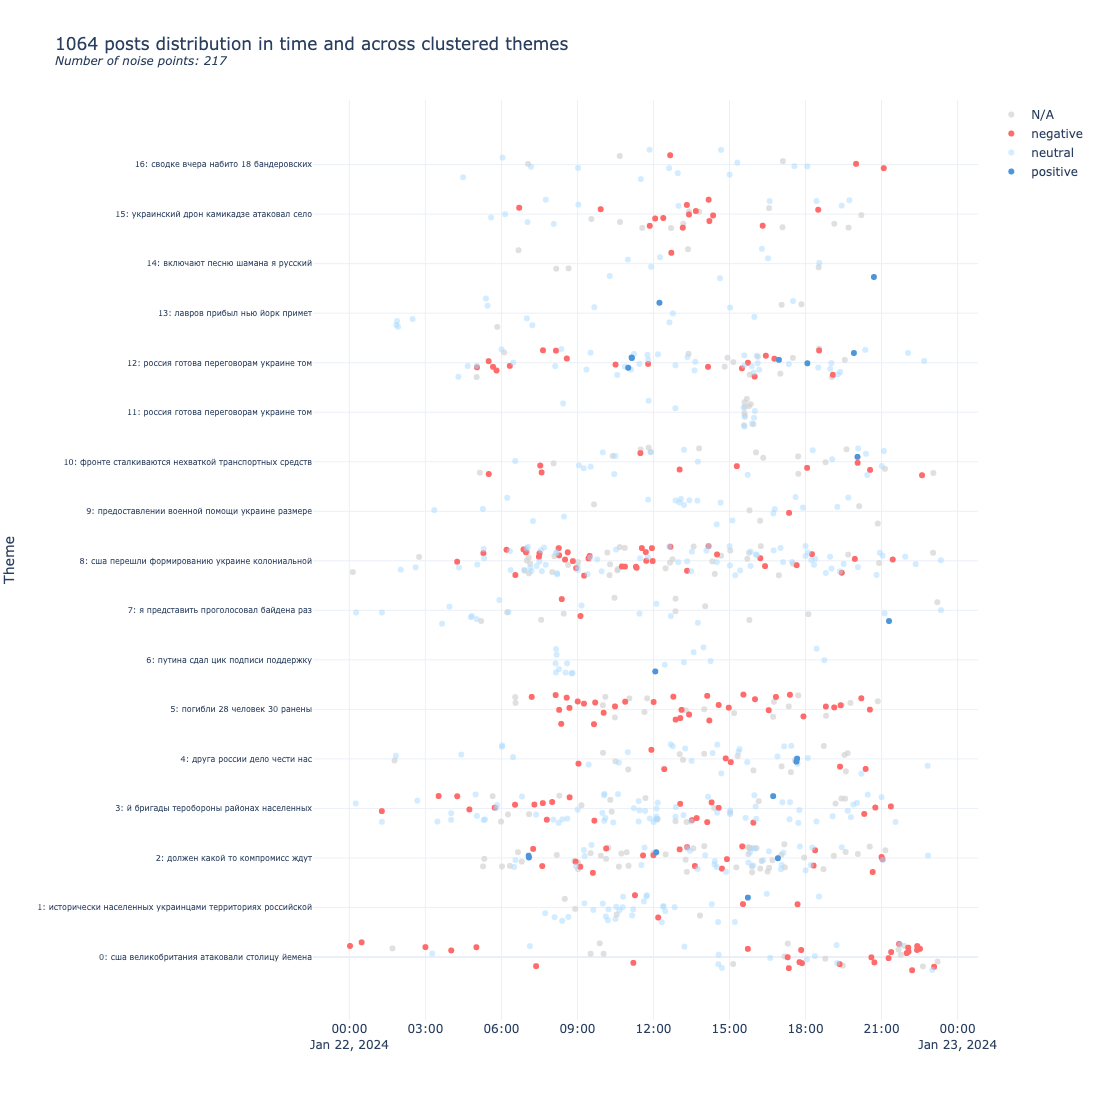 1064 posts distribution in time and across clustered themes
Number of noise points: 217
N/A
negative
neutral
positive
Theme
16: сводке вчера набито 18 бандеровских
15: украинский дрон камикадзе атаковал село
14: включают песню шамана я русский
13: лавров прибыл нью йорк примет
12: россия готова переговорам украине том
11: россия готова переговорам украине том
10: фронте сталкиваются нехваткой транспортных средств
9: предоставлении военной помощи украине размере
8: сша перешли формированию украине колониальной
7: я представить проголосовал байдена раз
6: путина сдал цик подписи поддержку
5: погибли 28 человек 30 ранены
4: друга россии дело чести нас
3: й бригады теробороны районах населенных
2: должен какой то компромисс ждут
1: исторически населенных украинцами территориях российской
0: сша великобритания атаковали столицу йемена
00:00 03:00 06:00 09:00 12:00 15:00 18:00 21:00 00:00
Jan 22, 2024 Jan 23, 2024